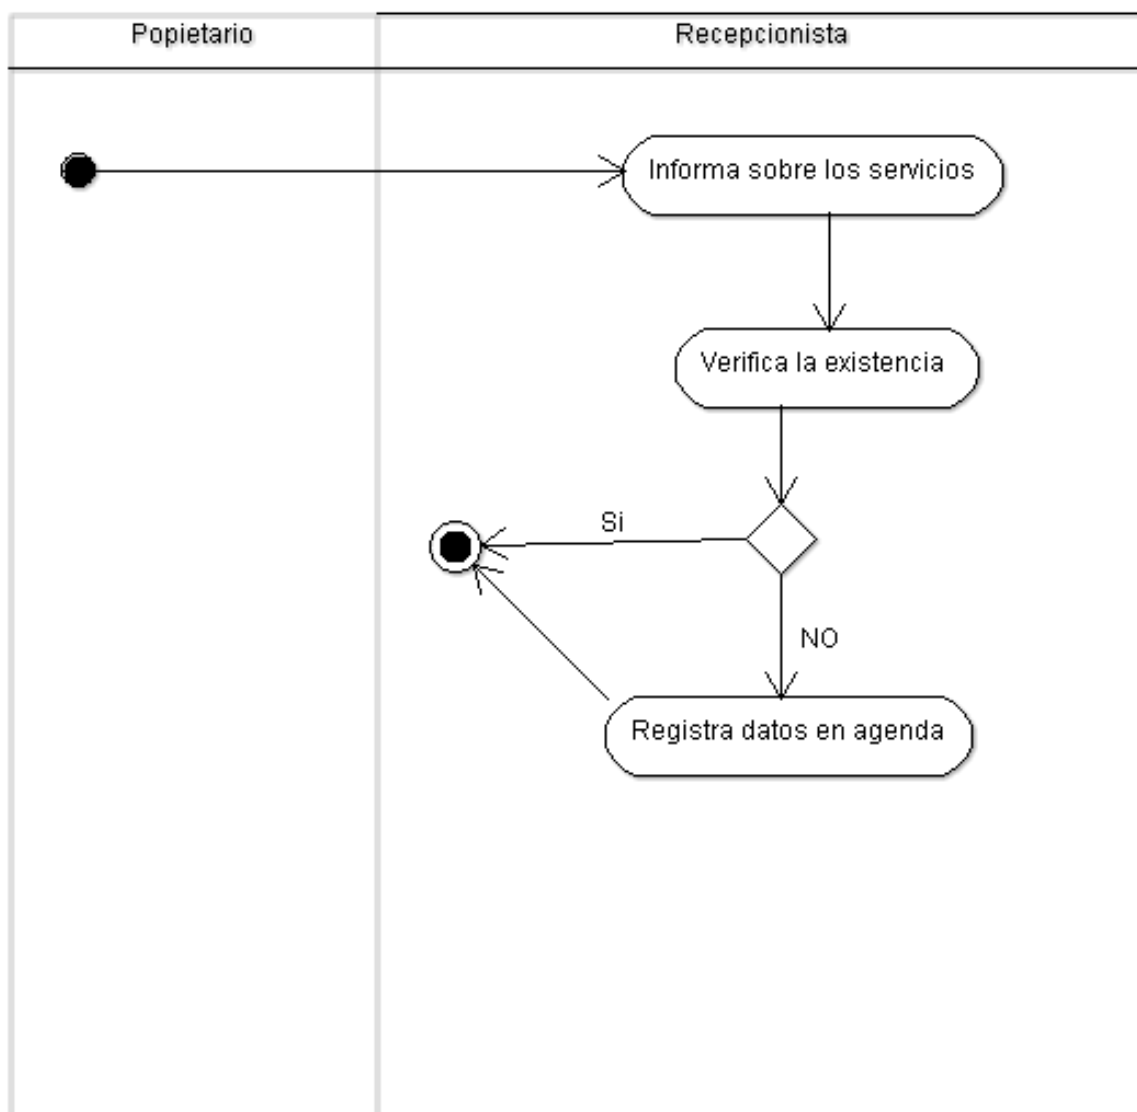 Popietario
Recepcionista
Informa sobre los servicios
Verifica la existencia
Si
NO
Registra datos en agenda